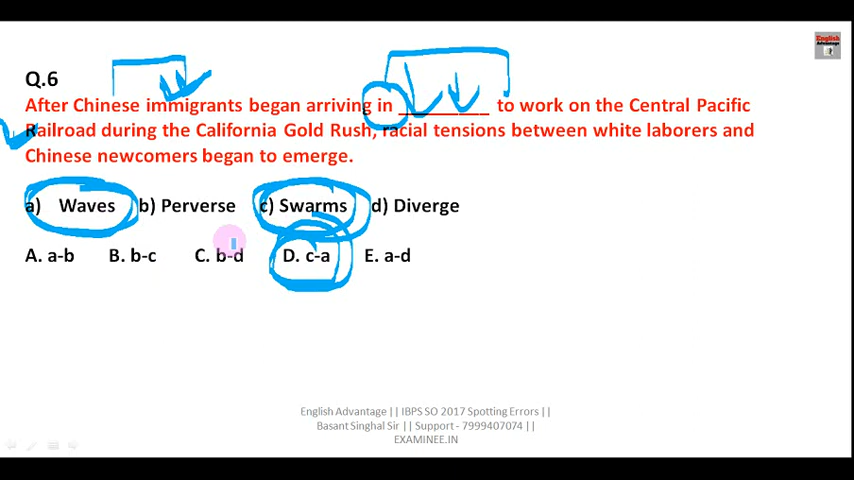 English
Advantage
Q.6
After Chinese immigrants began arriving in ________ to work on the Central Pacific
Railroad during the California Gold Rush, racial tensions between white laborers and
Chinese newcomers began to emerge.
a) Waves b) Perverse c) Swarms d) Diverge
A. a-b B. b-c C. b-d D. c-a E. a-d
English Advantage || IBPS SO 2017 Spotting Errors ||
Basant Singhal Sir || Support - 7999407074 ||
EXAMINEE.IN